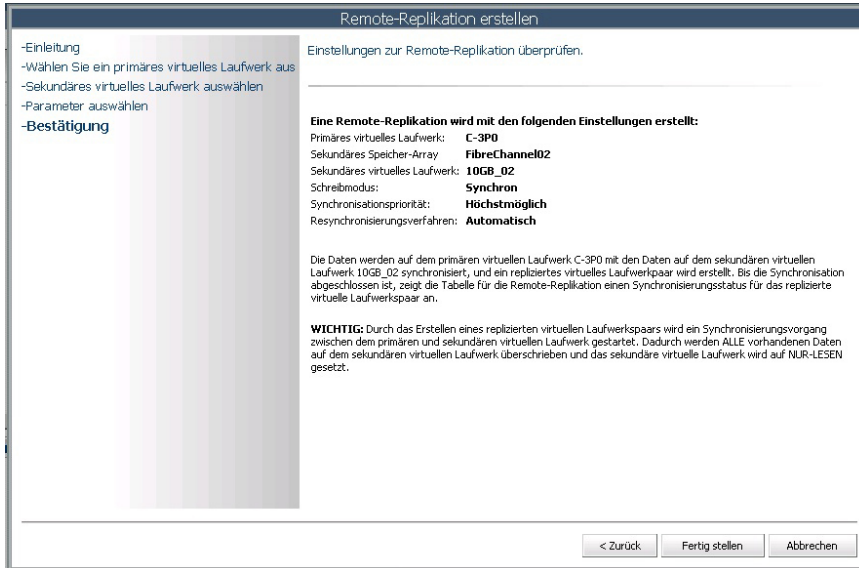 Remote-Replikation erstellen
-Einleitung
-Wählen Sie ein primäres virtuelles Laufwerk aus
-Sekundäres virtuelles Laufwerk auswählen
-Parameter auswählen
-Bestätigung
Einstellungen zur Remote-Replikation überprüfen.
Eine Remote-Replikation wird mit den folgenden Einstellungen erstellt:
Primäres virtuelles Laufwerk: C-3P0
Sekundäres Speicher-Array FibreChannel02
Sekundäres virtuelles Laufwerk: 10GB_02
Schreibmodus: Synchron
Synchronisationspriorität: Höchstmöglich
Resynchronisierungsverfahren: Automatisch
Die Daten werden auf dem primären virtuellen Laufwerk C-3P0 mit den Daten auf dem sekundären virtuellen
Laufwerk 10GB_02 synchronisiert, und ein repliziertes virtuelles Laufwerkpaar wird erstellt. Bis die Synchronisation
abgeschlossen ist, zeigt die Tabelle für die Remote-Replikation einen Synchronisierungsstatus für das replizierte
virtuelle Laufwerkspaar an.
WICHTIG: Durch das Erstellen eines replizierten virtuellen Laufwerkspaars wird ein Synchronisierungsvorgang
zwischen dem primären und sekundären virtuellen Laufwerk gestartet. Dadurch werden ALLE vorhandenen Daten
auf dem sekundären virtuellen Laufwerk überschrieben und das sekundäre virtuelle Laufwerk wird auf NUR-LESEN
gesetzt.
< Zurück
Fertig stellen
Abbrechen